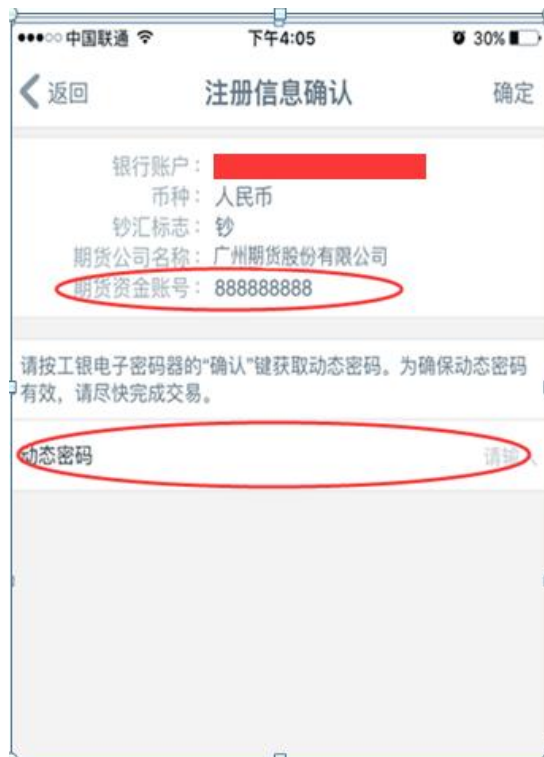 中国联通 下午4:05 30%
返回 注册信息确认 确定
银行账户：
币种： 人民币
钞汇标志： 钞
期货公司名称： 广州期货股份有限公司
期货资金账号： 888888888
请按工银电子密码器的“确认”键获取动态密码。为确保动态密码
有效，请尽快完成交易。
动态密码 请输入